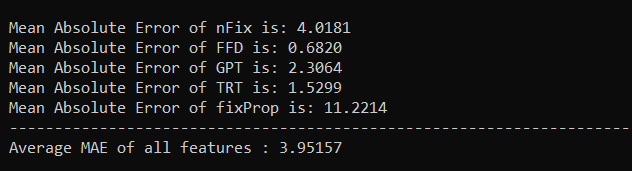 Mean Absolute Error of nFix is: 4.0181
Mean Absolute Error of FFD is: 0.6820
Mean Absolute Error of GPT is: 2.3064
Mean Absolute Error of TRT is: 1.5299
Mean Absolute Error of fixProp is: 11.2214
---------------------------------------------------------------------
Average MAE of all features : 3.95157